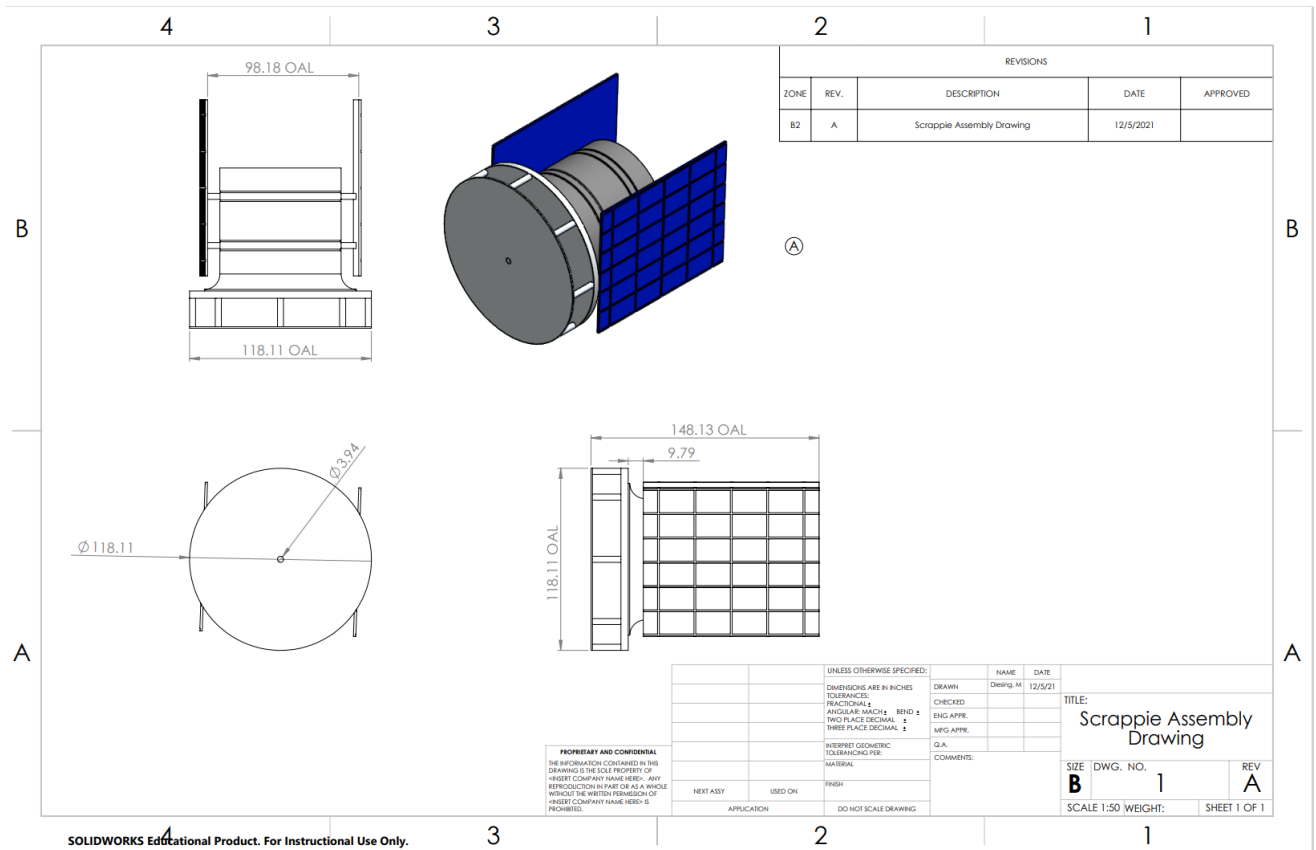 4 3 2 1
REVISIONS
ZONE REV. DESCRIPTION DATE APPROVED
B2 A Scrappie Assembly Drawing 12/5/2021
98.18 OAL
B B
A
118.11 OAL
148.13 OAL
9.79
Ø3.94
Ø118.11
118.11 OAL
A A
UNLESS OTHERWISE SPECIFIED:
DIMENSIONS ARE IN INCHES
TOLERANCES:
FRACTIONAL ±
ANGULAR: MACH ± BEND ±
TWO PLACE DECIMAL ±
THREE PLACE DECIMAL ±
INTERPRET GEOMETRIC
TOLERANCING PER:
MATERIAL
FINISH
DO NOT SCALE DRAWING
NAME DATE
DRAWN Diesing, M 12/5/21
CHECKED
ENG APPR.
MFG APPR.
Q.A.
COMMENTS:
TITLE:
Scrappie Assembly
Drawing
SIZE DWG. NO. REV
B 1 A
SCALE 1:50 WEIGHT: SHEET 1 OF 1
PROPRIETARY AND CONFIDENTIAL
THE INFORMATION CONTAINED IN THIS
DRAWING IS THE SOLE PROPERTY OF
<INSERT COMPANY NAME HERE>. ANY
REPRODUCTION IN PART OR AS A WHOLE
WITHOUT THE WRITTEN PERMISSION OF
<INSERT COMPANY NAME HERE> IS
PROHIBITED.
NEXT ASSY USED ON
APPLICATION
4 3 2 1
SOLIDWORKS Educational Product. For Instructional Use Only.